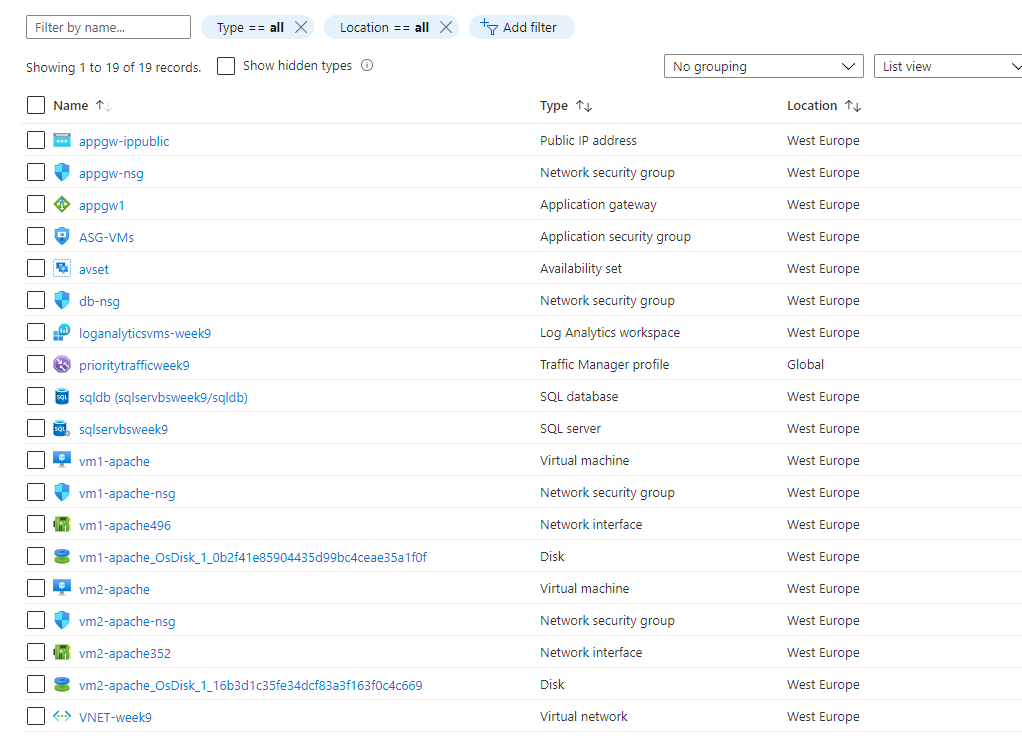 Filter by name...  Type == all  Location == all  Add filter
Showing 1 to 19 of 19 records.  Show hidden types  No grouping  List view
Name  Type  Location
appgw-ippublic  Public IP address  West Europe
appgw-nsg  Network security group  West Europe
appgw1  Application gateway  West Europe
ASG-VMs  Application security group  West Europe
avset  Availability set  West Europe
db-nsg  Network security group  West Europe
loganalyticsvms-week9  Log Analytics workspace  West Europe
prioritytrafficweek9  Traffic Manager profile  Global
sqldb (sqlservbsweek9/sqldb)  SQL database  West Europe
sqlservbsweek9  SQL server  West Europe
vm1-apache  Virtual machine  West Europe
vm1-apache-nsg  Network security group  West Europe
vm1-apache496  Network interface  West Europe
vm1-apache_OsDisk_1_0b2f41e85904435d99bc4ceae35a1f0f  Disk  West Europe
vm2-apache  Virtual machine  West Europe
vm2-apache-nsg  Network security group  West Europe
vm2-apache352  Network interface  West Europe
vm2-apache_OsDisk_1_16b3d1c35fe34dcf83a3f163f0c4c669  Disk  West Europe
VNET-week9  Virtual network  West Europe